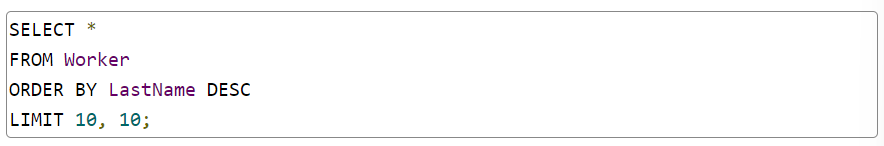 SELECT *
FROM Worker
ORDER BY LastName DESC
LIMIT 10, 10;